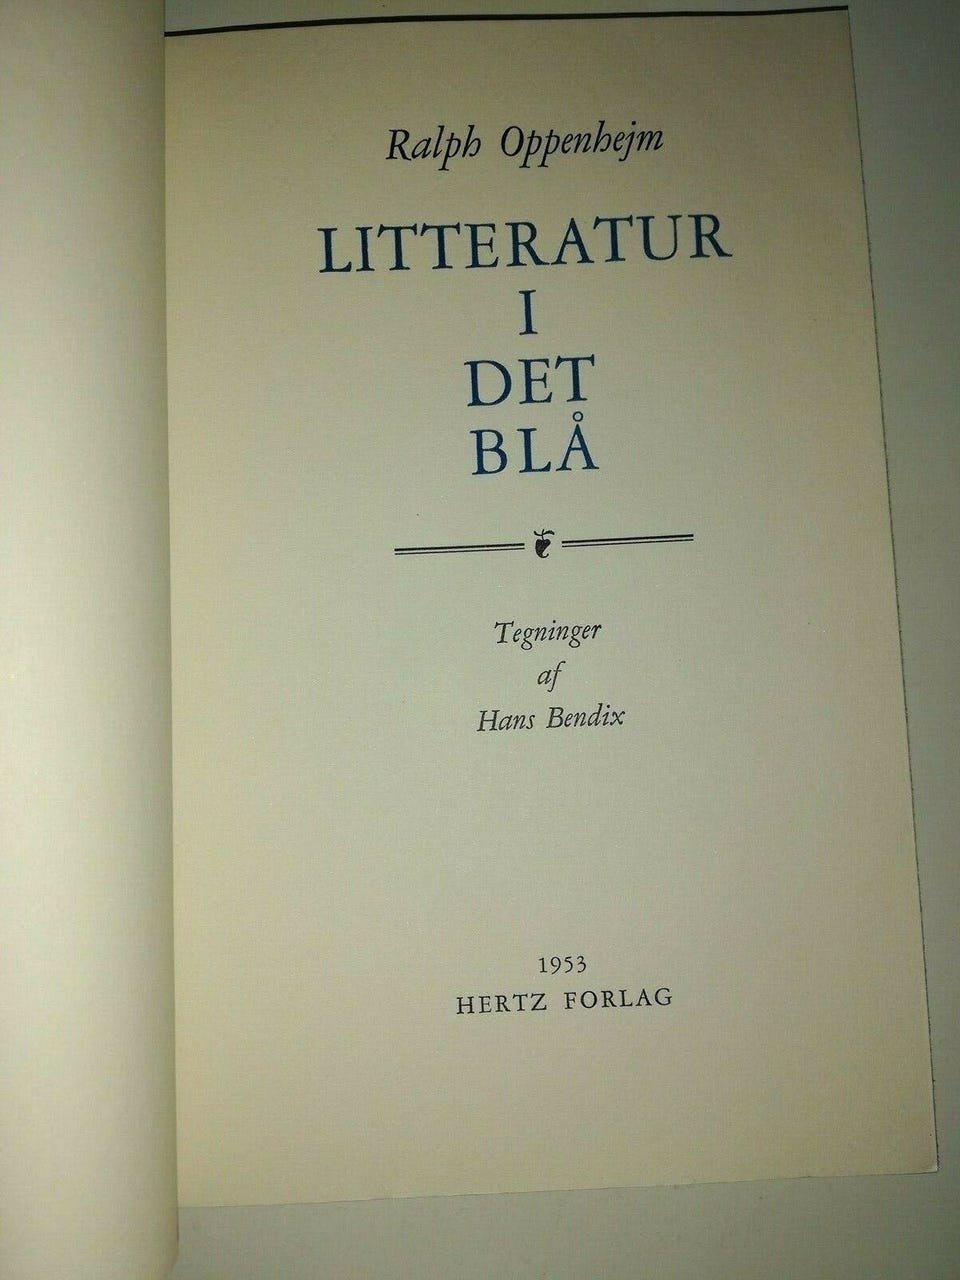 Ralph Oppenhejm
LITTERATUR
I
DET
BLÅ
Tegninger
af
Hans Bendix
1953
HERTZ FORLAG